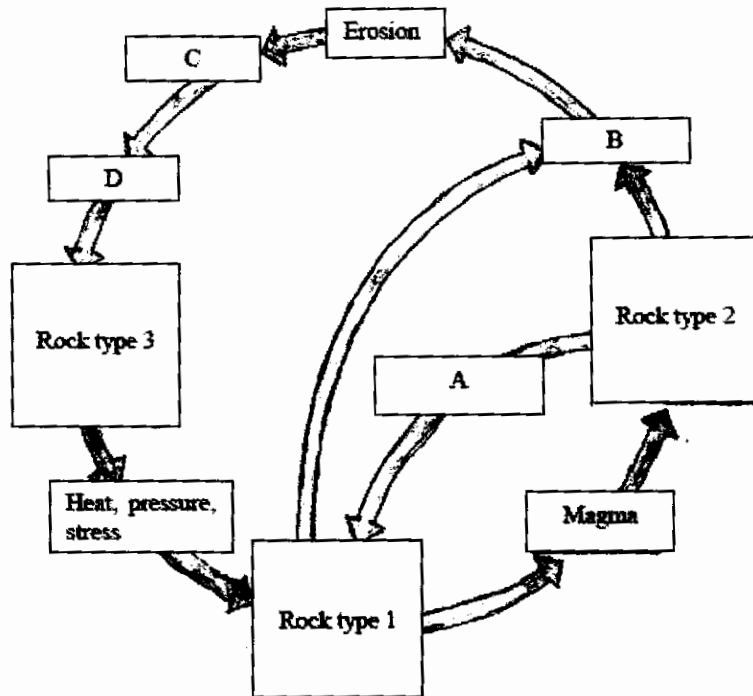 Erosion
C
B
D
Rock type 3
Rock type 2
A
Heat, pressure,
stress
Magma
Rock type 1